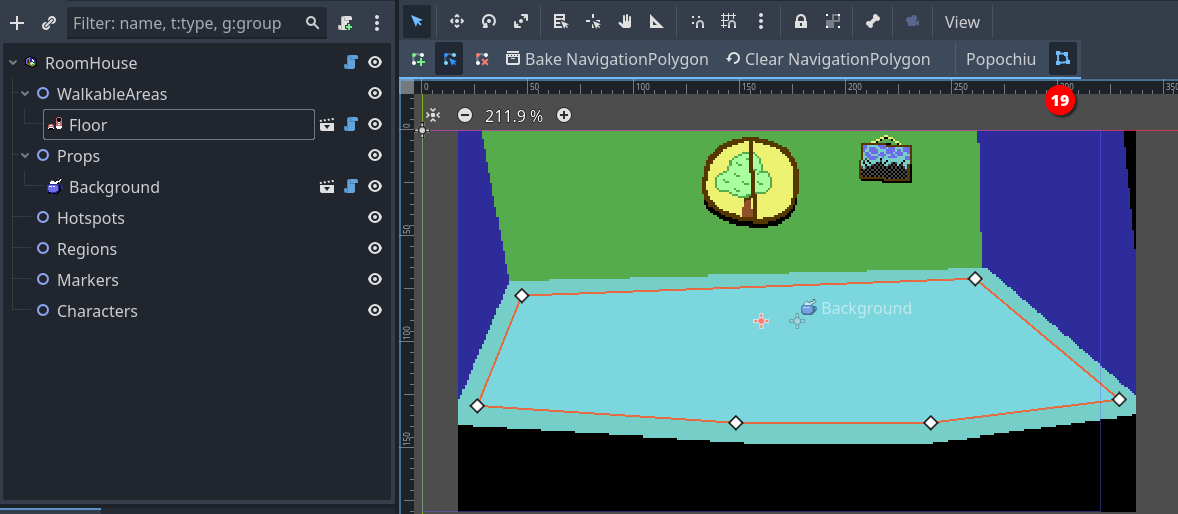 Filter: name, t:type, g:group
View
RoomHouse
Bake NavigationPolygon
Clear NavigationPolygon
Popochiu
WalkableAreas
0 50 100 150 200 250 300 350
19
Floor
211.9 %
0
Props
Background
Hotspots
50
Regions
Markers
Background
Characters
100
150